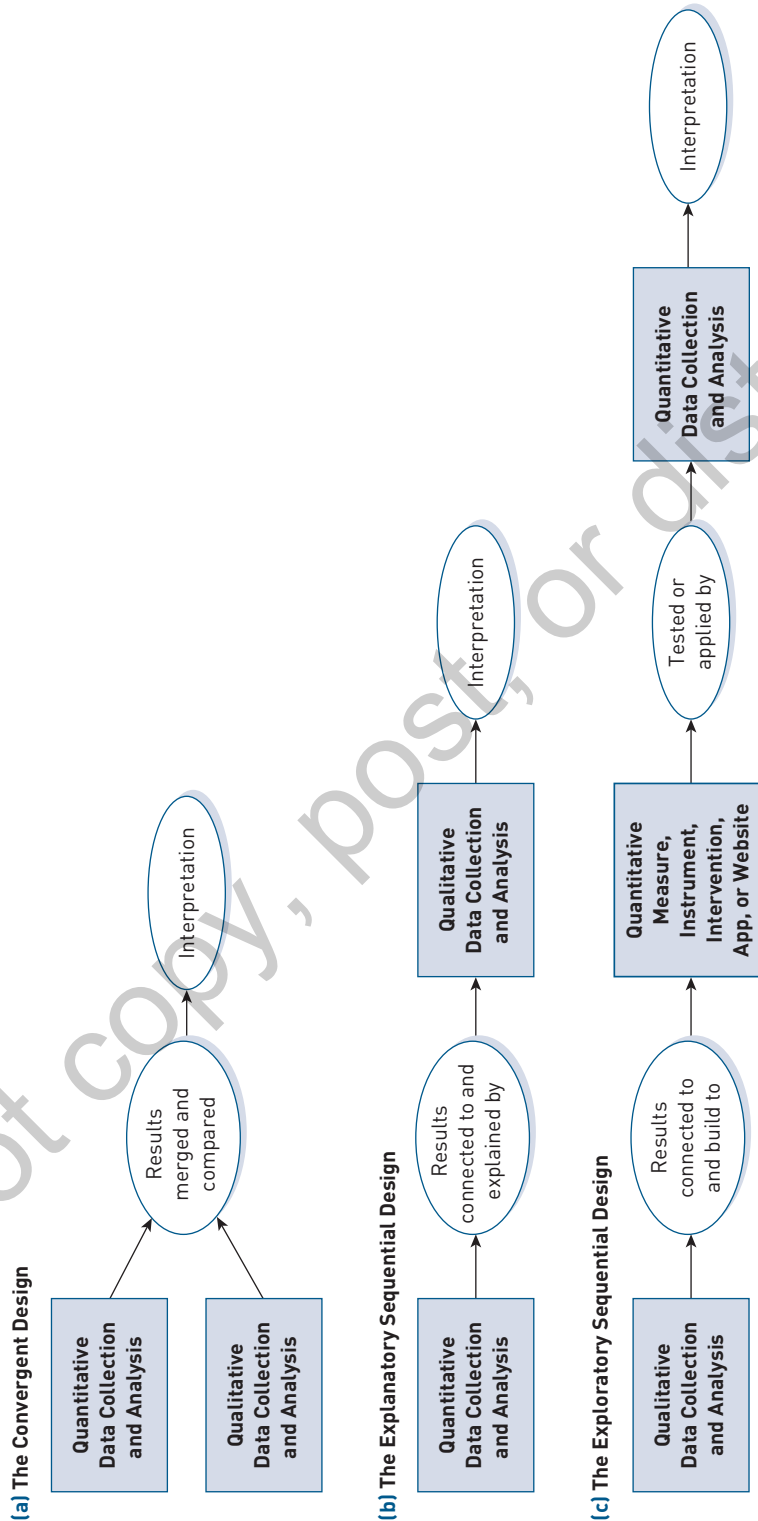 (a) The Convergent Design
Quantitative
Data Collection
and Analysis
Qualitative
Data Collection
and Analysis
Results
merged and
compared
Interpretation
(b) The Explanatory Sequential Design
Quantitative
Data Collection
and Analysis
Results
connected to and
explained by
Qualitative
Data Collection
and Analysis
Interpretation
(c) The Exploratory Sequential Design
Qualitative
Data Collection
and Analysis
Results
connected to
and build to
Quantitative
Measure,
Instrument,
Intervention,
App, or Website
Tested or
applied by
Quantitative
Data Collection
and Analysis
Interpretation
copy, post, or